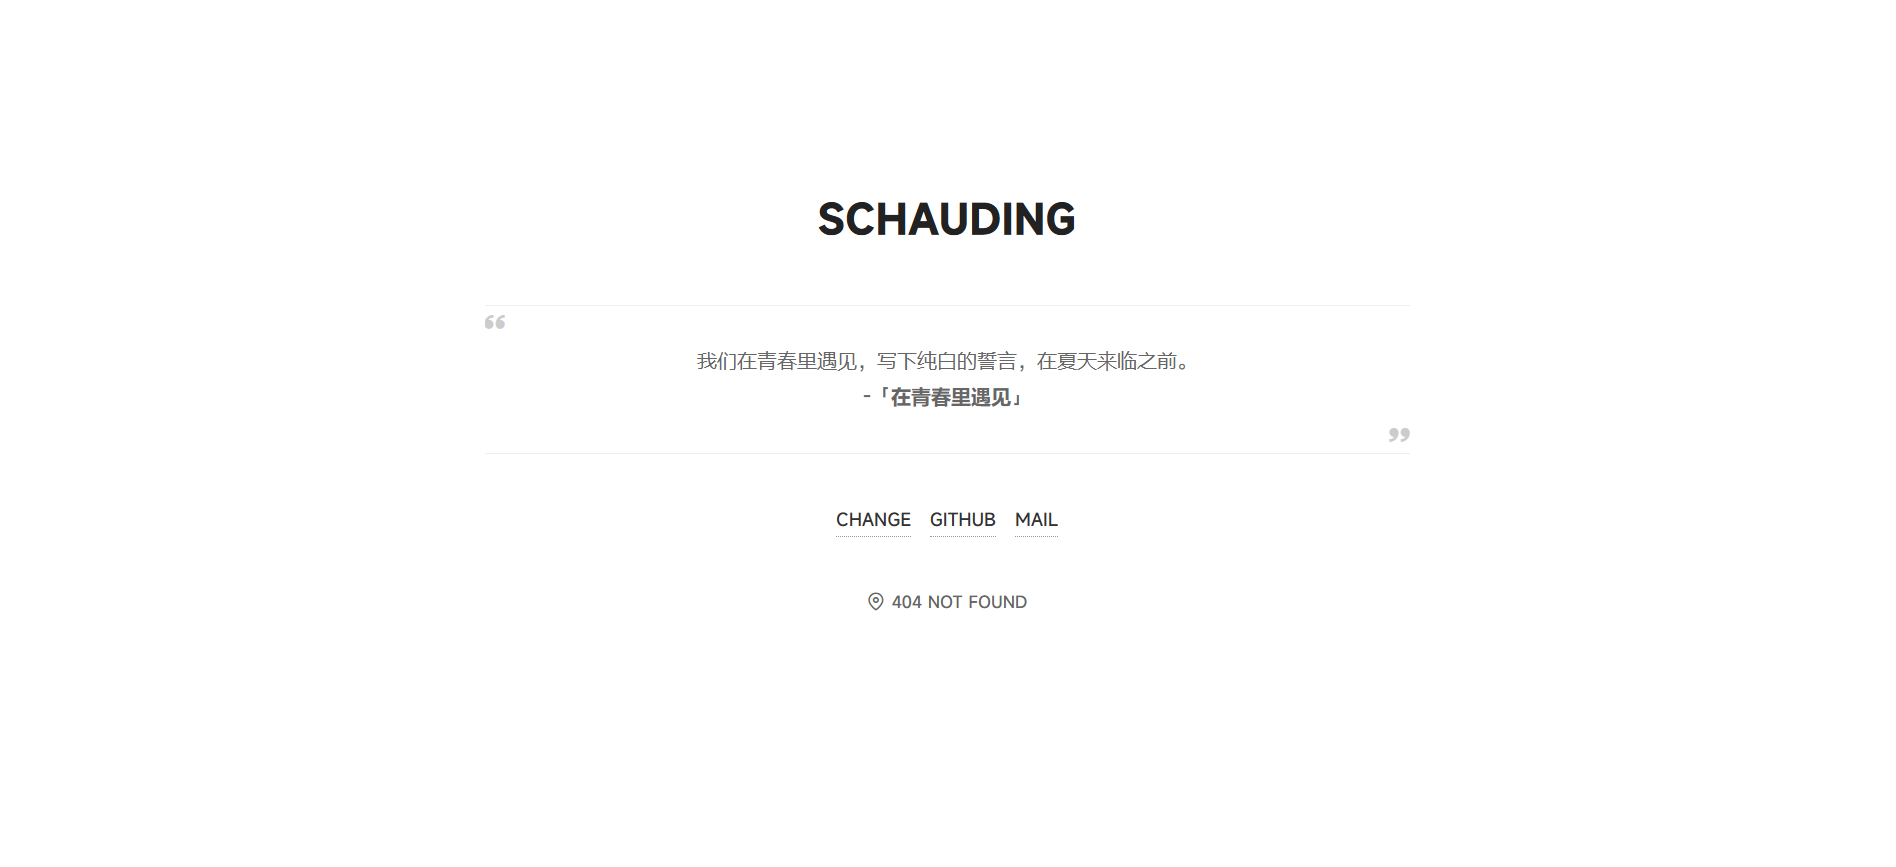 SCHAUDING
“
我们在青春里遇见，写下纯白的誓言，在夏天来临之前。
-「在青春里遇见」
”
CHANGE GITHUB MAIL
404 NOT FOUND